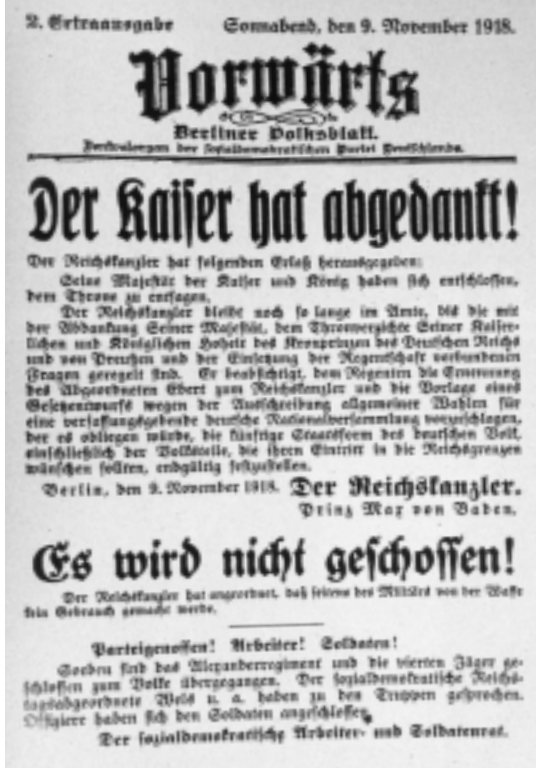 2. Extraausgabe Sonnabend, den 9. November 1918.
Vorwärts
Berliner Volksblatt.
Zentralorgan der sozialdemokratischen Partei Deutschlands.
Der Kaiser hat abgedankt!
Der Reichskanzler hat folgenden Erlaß herausgegeben:
Seine Majestät der Kaiser und König haben sich entschlossen,
dem Throne zu entsagen.
Der Reichskanzler bleibt noch so lange im Amte, bis die mit
der Abdankung Seiner Majestät, dem Thronverzichte Seiner Kaiser-
lichen und Königlichen Hoheit des Kronprinzen des Deutschen Reichs
und von Preußen und der Einsetzung der Regentschaft verbundenen
Fragen geregelt sind. Er beabsichtigt, dem Regenten die Ernennung
des Abgeordneten Ebert zum Reichskanzler und die Vorlage eines
Gesetzentwurfs wegen der Ausschreibung allgemeiner Wahlen für
eine verfassungsgebende deutsche Nationalversammlung vorzuschlagen,
der es obliegen würde, die künftige Staatsform des deutschen Volk,
einschließlich der Volksteile, die ihren Eintritt in die Reichsgrenzen
wünschen sollten, endgültig festzustellen.
Berlin, den 9. November 1918. Der Reichskanzler.
Prinz Max von Baden.
Es wird nicht geschossen!
Der Reichskanzler hat angeordnet, daß seitens des Militärs von der Waffe
kein Gebrauch gemacht werde.
Parteigenossen! Arbeiter! Soldaten!
Soeben sind das Alexanderregiment und die vierten Jäger ge-
schlossen zum Volke übergegangen. Der sozialdemokratische Reichs-
tagsabgeordnete Wels u. a. haben zu den Truppen gesprochen.
Offiziere haben sich den Soldaten angeschlossen.
Der sozialdemokratische Arbeiter- und Soldatenrat.